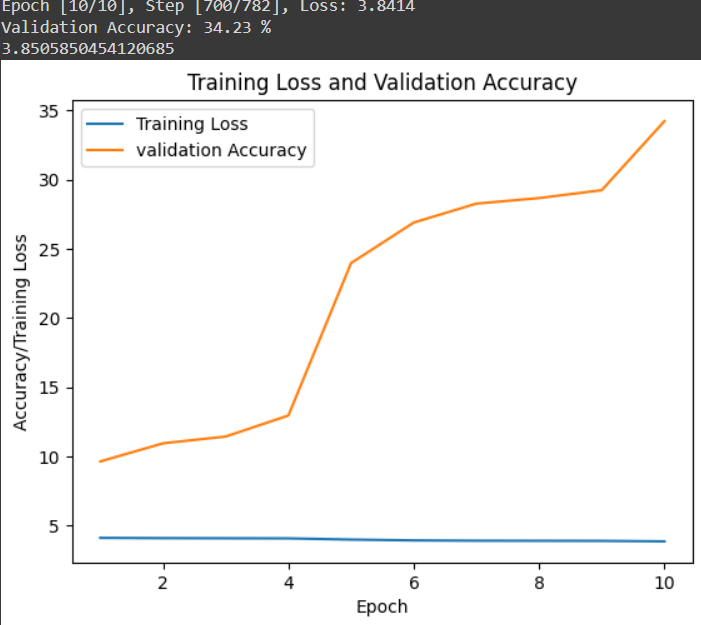 Epoch [10/10], Step [700/782], Loss: 3.8414
Validation Accuracy: 34.23 %
3.8505850454120685
Training Loss and Validation Accuracy
Training Loss
validation Accuracy
35
30
25
20
15
10
5
Accuracy/Training Loss
2 4 6 8 10
Epoch